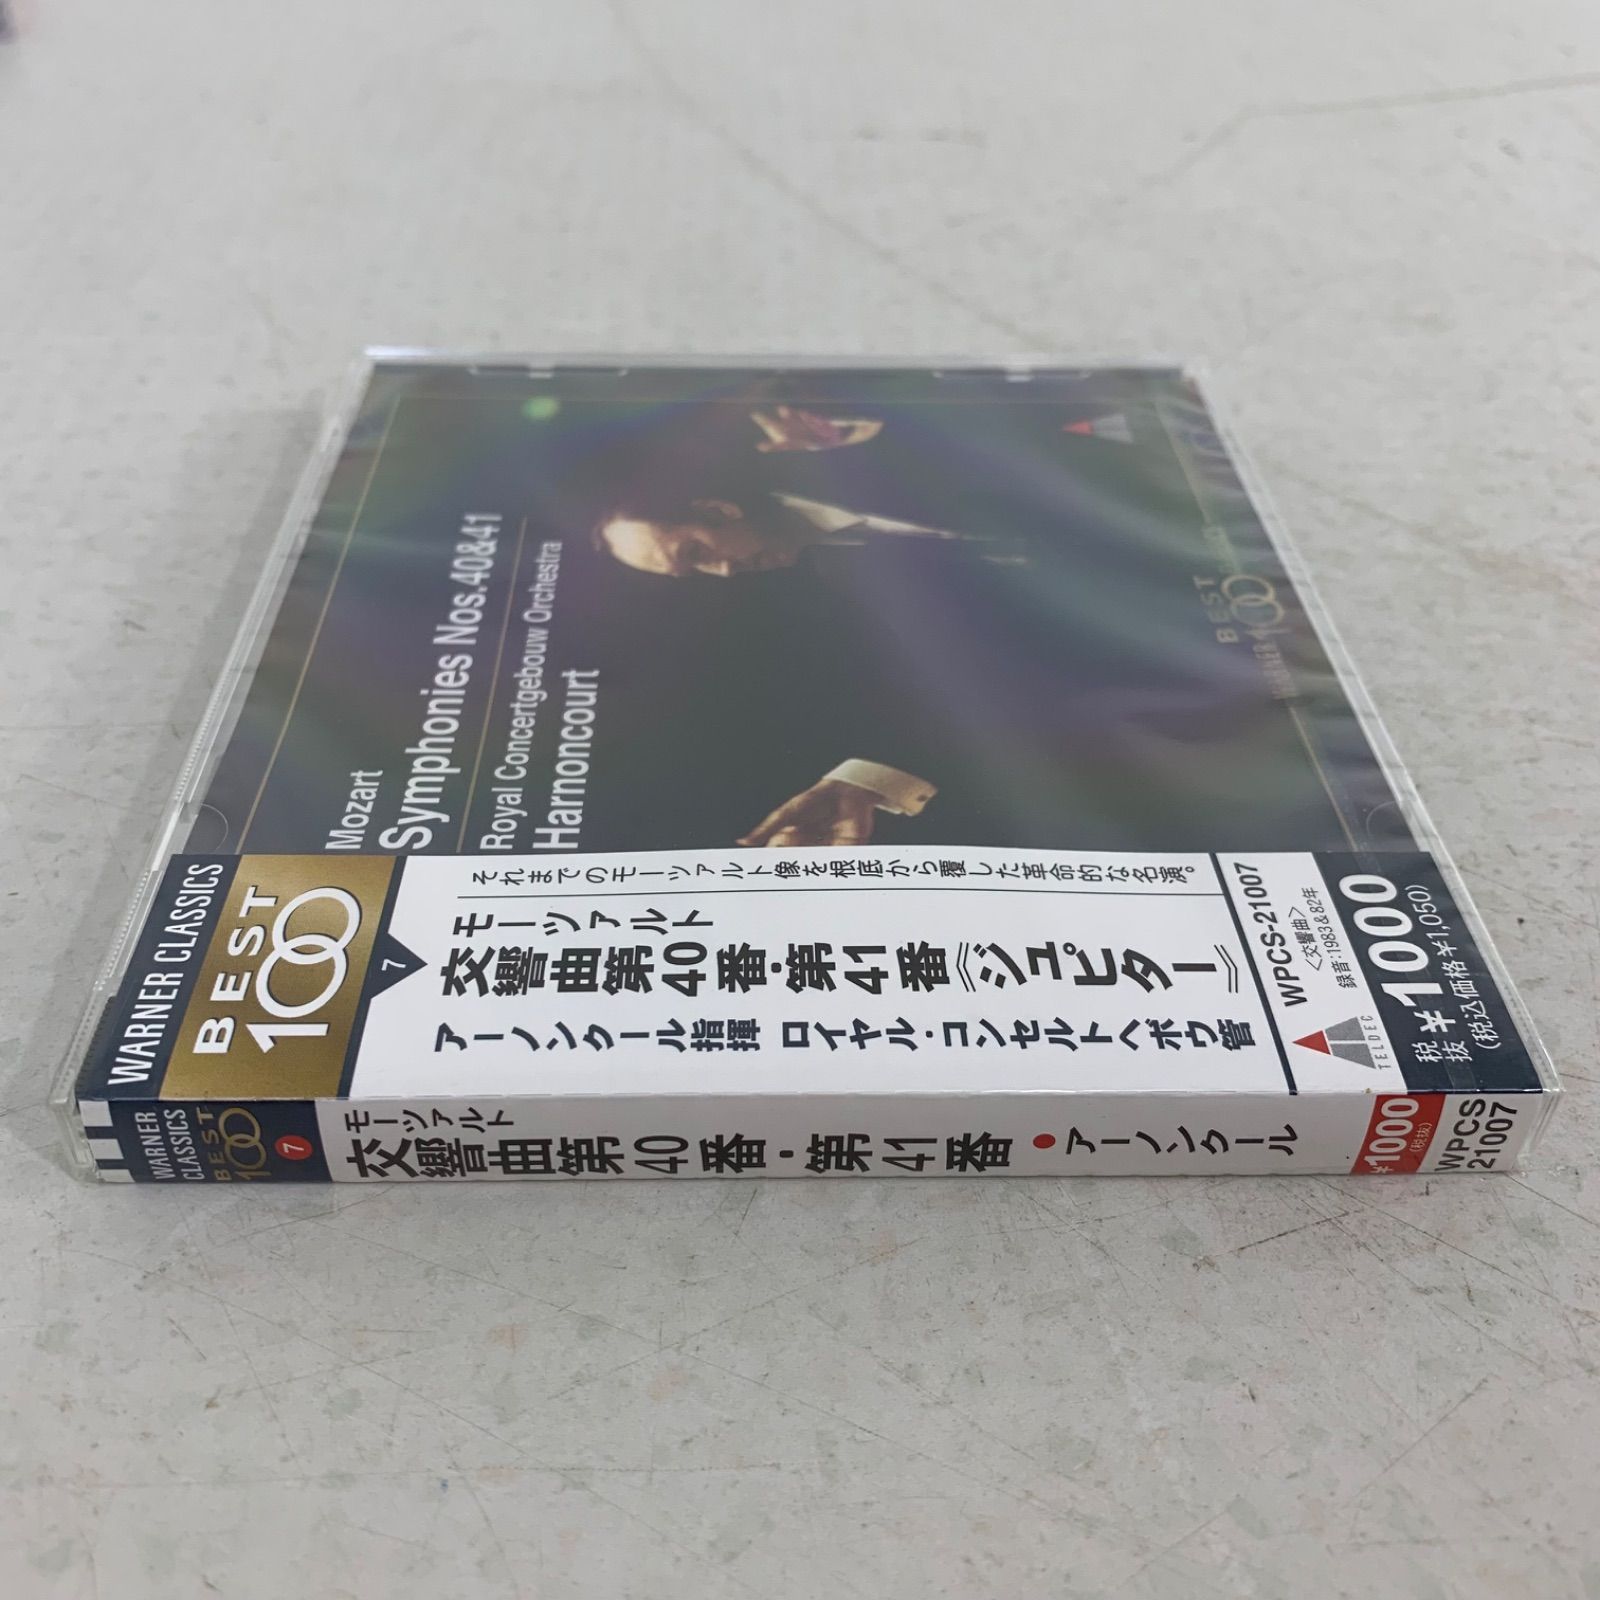 Mozart
Symphonies Nos.40&41
Royal Concertgebouw Orchestra
Harnoncourt
BEST
100
WARNER CLASSICS
BEST
100
7
それまでのモーツァルト像を根底から覆した革命的な名演。
モーツァルト
交響曲第40番・第41番《ジュピター》
アーノンクール指揮 ロイヤル・コンセルトヘボウ管
WPCS-21007
<交響曲>
録音:1983&82年
TELDEC
税抜¥1000
(税込価格¥1,050)
WARNER
CLASSICS
BEST
100
7
モーツァルト
交響曲第40番・第41番●アーノンクール
¥1000
(税抜)
WPCS
21007